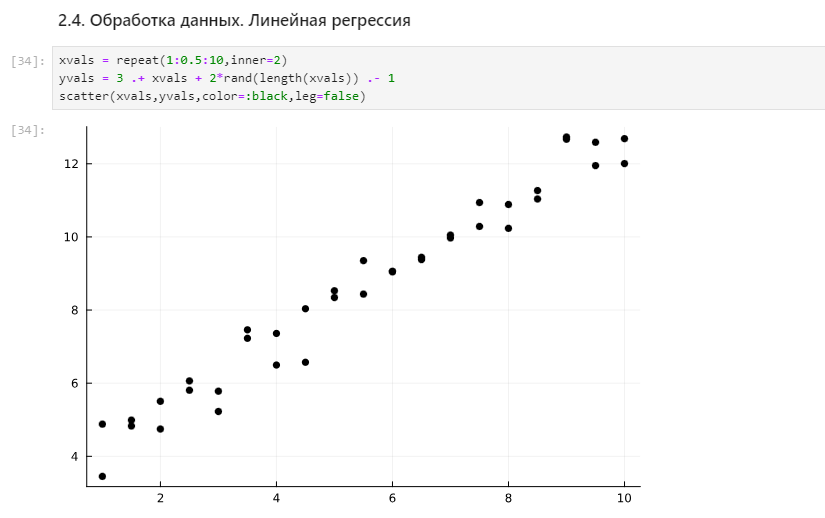 2.4. Обработка данных. Линейная регрессия
[34]: xvals = repeat(1:0.5:10,inner=2)
yvals = 3 .+ xvals + 2*rand(length(xvals)) .- 1
scatter(xvals,yvals,color=:black,leg=false)
[34]:
12
10
8
6
4
2 4 6 8 10